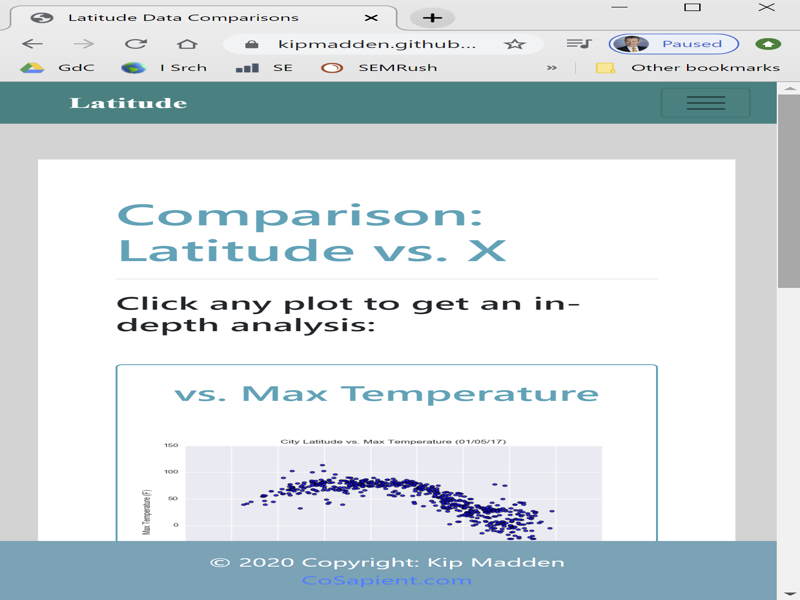 Latitude Data Comparisons
kipmadden.github...
Paused
GdC
I Srch
SE
SEMRush
»
Other bookmarks
Latitude
Comparison:
Latitude vs. X
Click any plot to get an in-
depth analysis:
vs. Max Temperature
City Latitude vs. Max Temperature (01/05/17)
150
100
50
0
Max Temperature (F)
© 2020 Copyright: Kip Madden
CoSapient.com